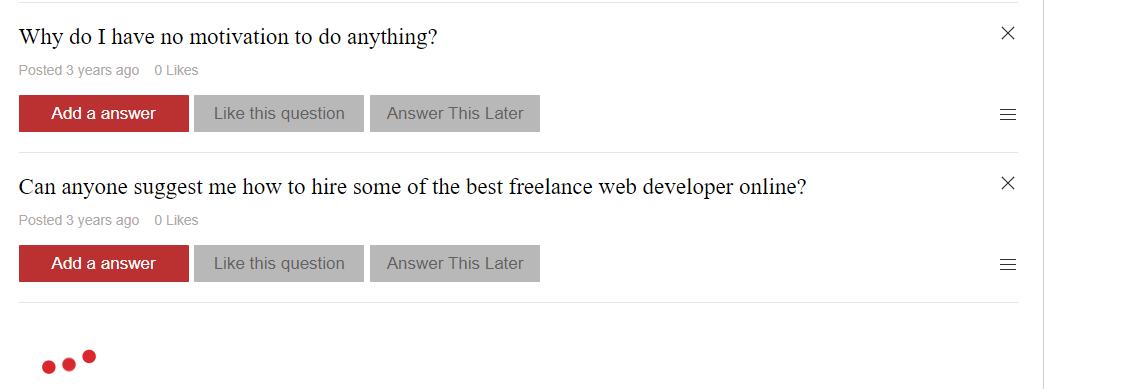 Why do I have no motivation to do anything?
Posted 3 years ago 0 Likes
Add a answer Like this question Answer This Later
Can anyone suggest me how to hire some of the best freelance web developer online?
Posted 3 years ago 0 Likes
Add a answer Like this question Answer This Later